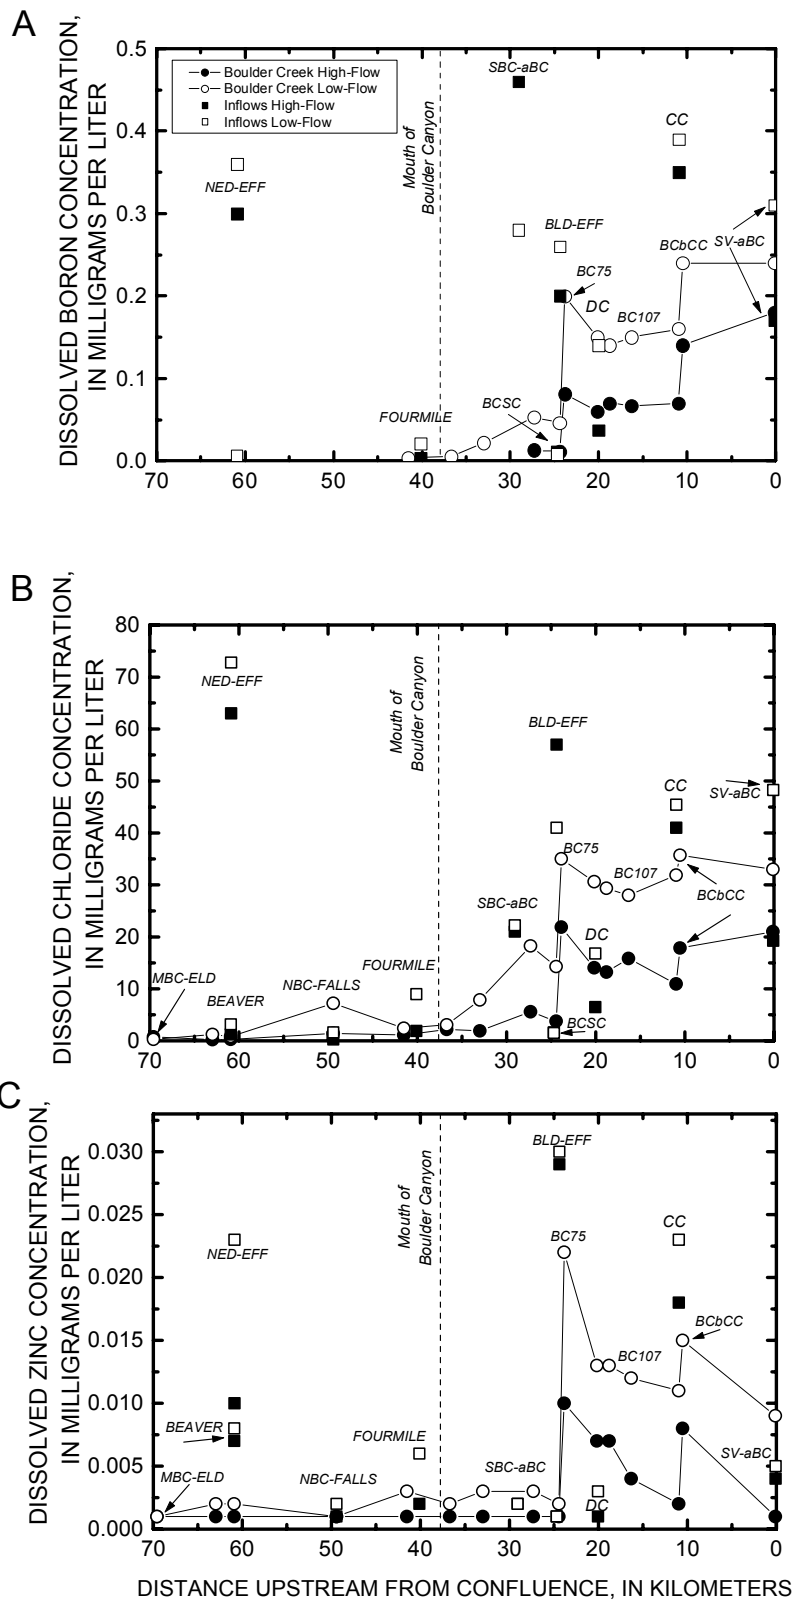 A
DISSOLVED BORON CONCENTRATION,
IN MILLIGRAMS PER LITER
0.5
0.4
0.3
0.2
0.1
0.0
Boulder Creek High-Flow
Boulder Creek Low-Flow
Inflows High-Flow
Inflows Low-Flow
Mouth of
Boulder Canyon
SBC-aBC
CC
NED-EFF
BLD-EFF
BCbCC
SV-aBC
BC75
DC
BC107
FOURMILE
BCSC
70
60
50
40
30
20
10
0
B
DISSOLVED CHLORIDE CONCENTRATION,
IN MILLIGRAMS PER LITER
80
70
60
50
40
30
20
10
0
NED-EFF
Mouth of
Boulder Canyon
BLD-EFF
CC
SV-aBC
BC75
BC107
BCbCC
SBC-aBC
DC
MBC-ELD
BEAVER
NBC-FALLS
FOURMILE
BCSC
70
60
50
40
30
20
10
0
C
DISSOLVED ZINC CONCENTRATION,
IN MILLIGRAMS PER LITER
0.030
0.025
0.020
0.015
0.010
0.005
0.000
BLD-EFF
Mouth of
Boulder Canyon
NED-EFF
BC75
CC
BCbCC
BC107
BEAVER
FOURMILE
SV-aBC
MBC-ELD
NBC-FALLS
SBC-aBC
DC
70
60
50
40
30
20
10
0
DISTANCE UPSTREAM FROM CONFLUENCE, IN KILOMETERS